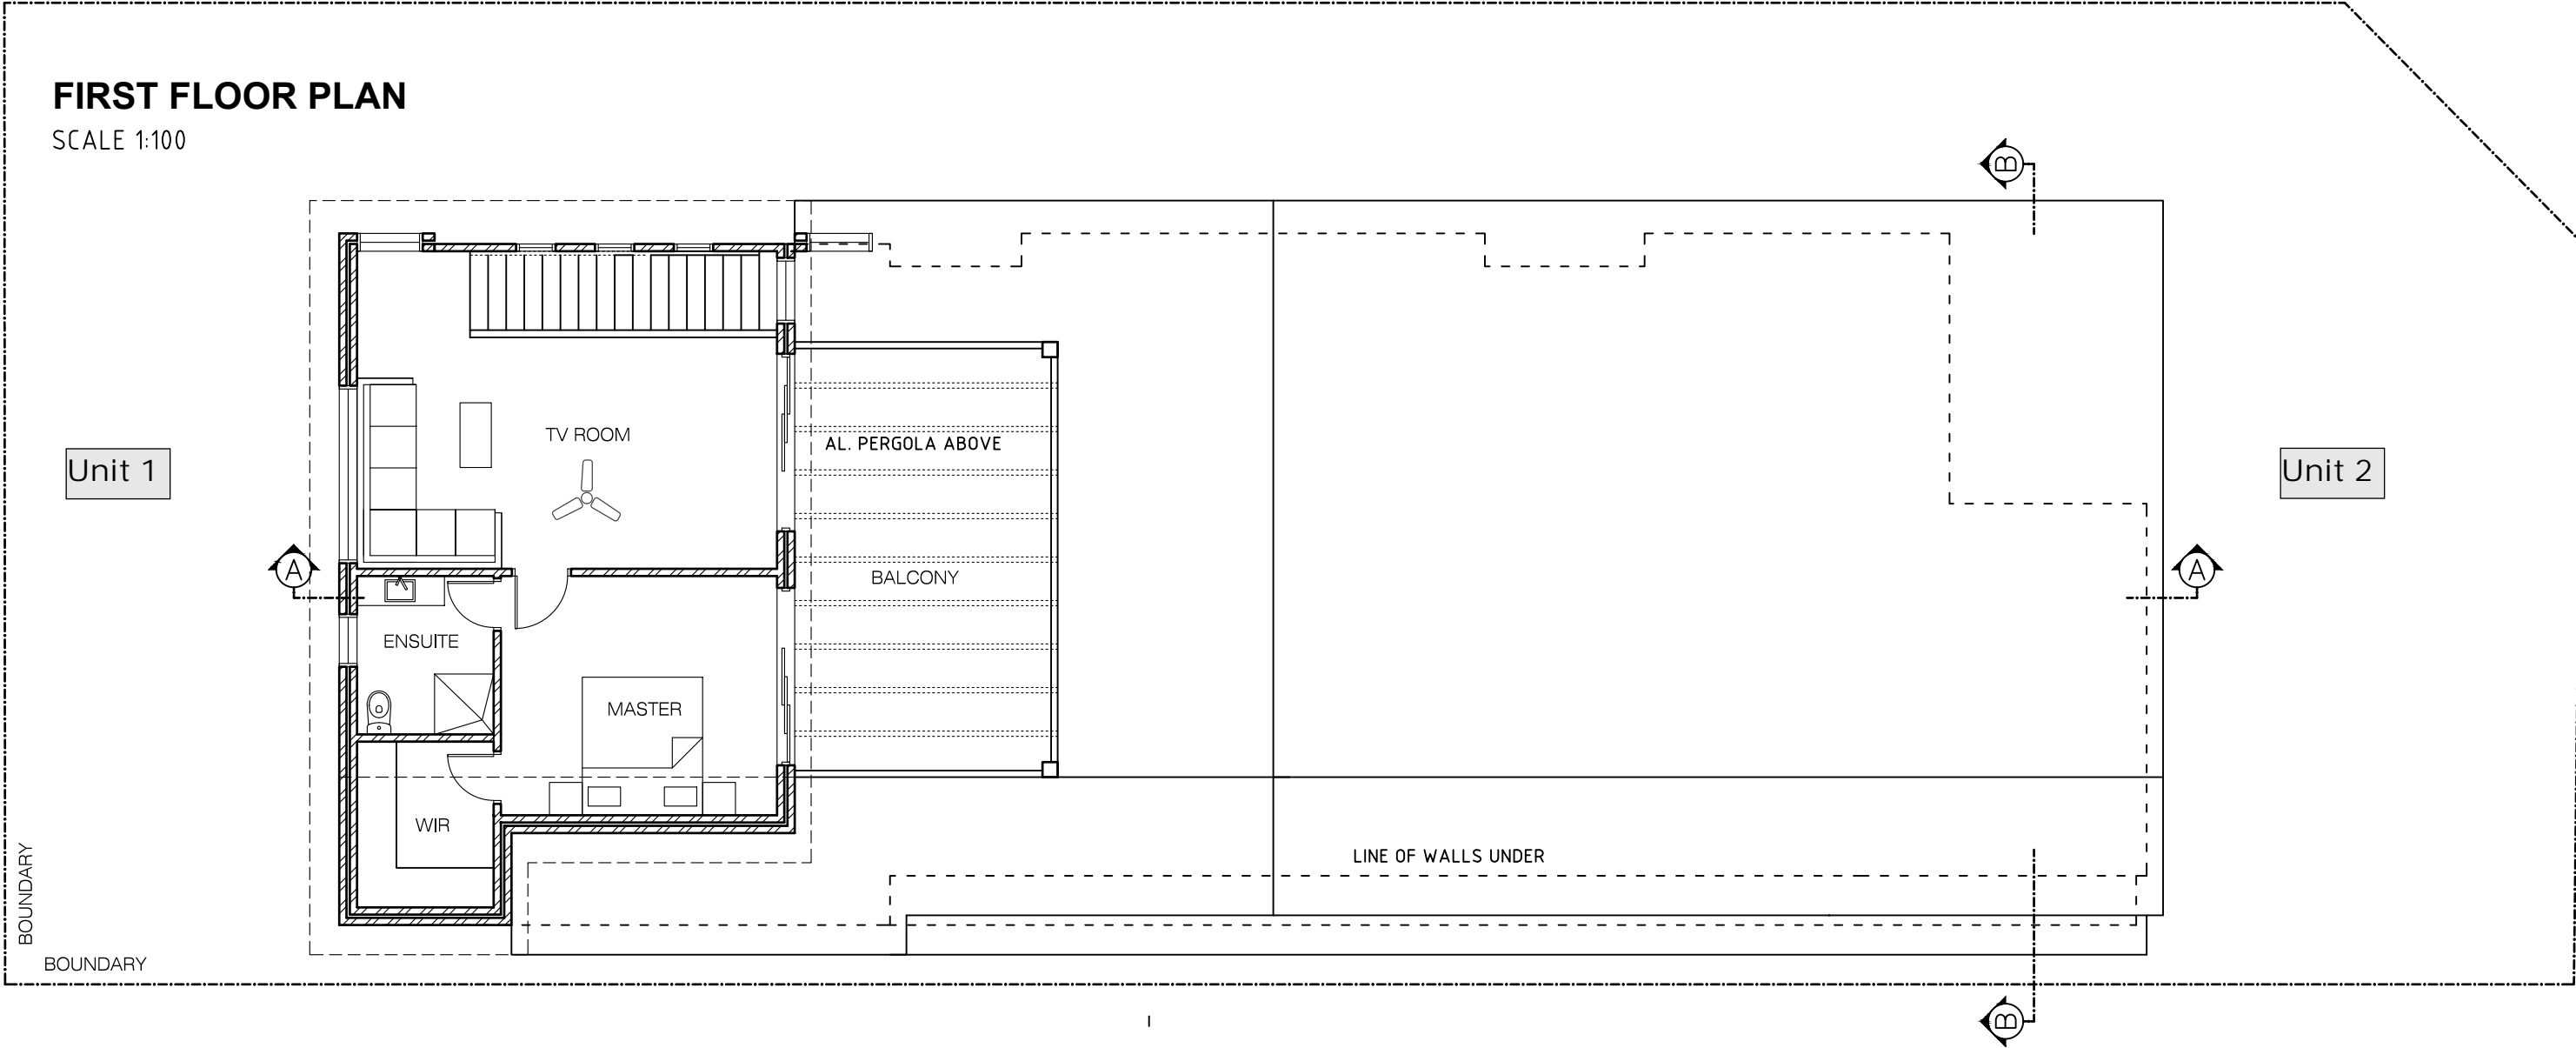 FIRST FLOOR PLAN
SCALE 1:100
B
TV ROOM
AL. PERGOLA ABOVE
Unit 1
Unit 2
A
A
BALCONY
ENSUITE
MASTER
WIR
LINE OF WALLS UNDER
BOUNDARY
BOUNDARY
B